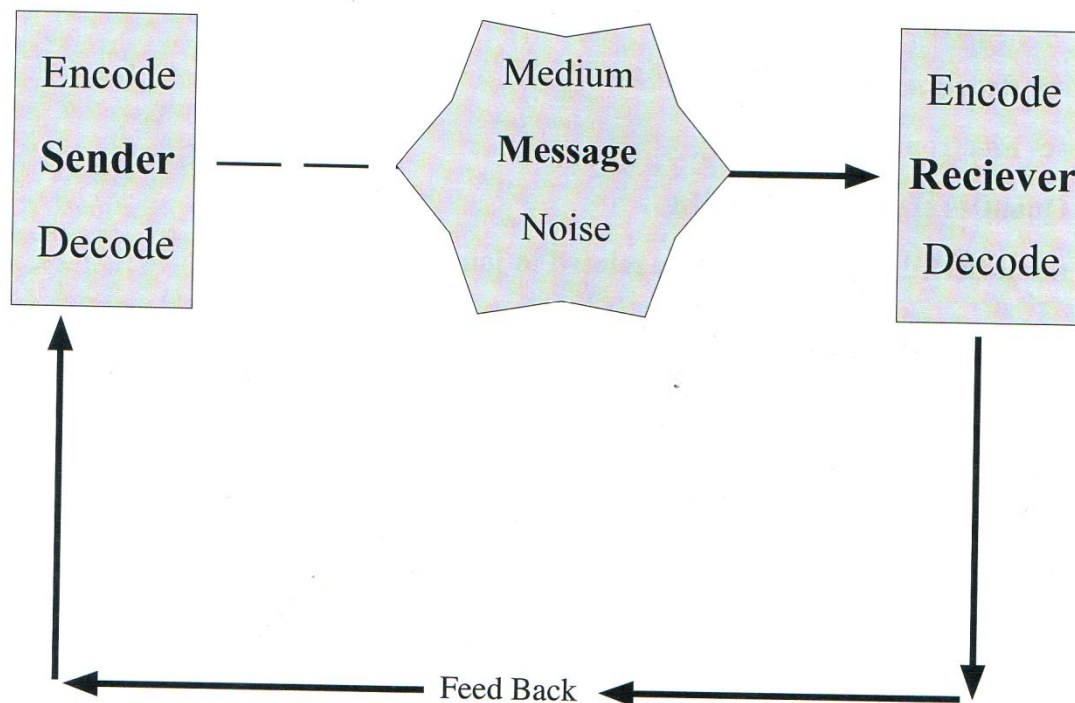 Encode
Sender
Decode
Medium
Message
Noise
Encode
Reciever
Decode
Feed Back